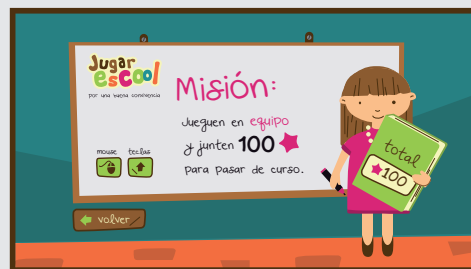 Jugar
escool
por una buena convivencia
Misión:
Jueguen en equipo
y junten 100
para pasar de curso.
mouse teclas
volver
total
100